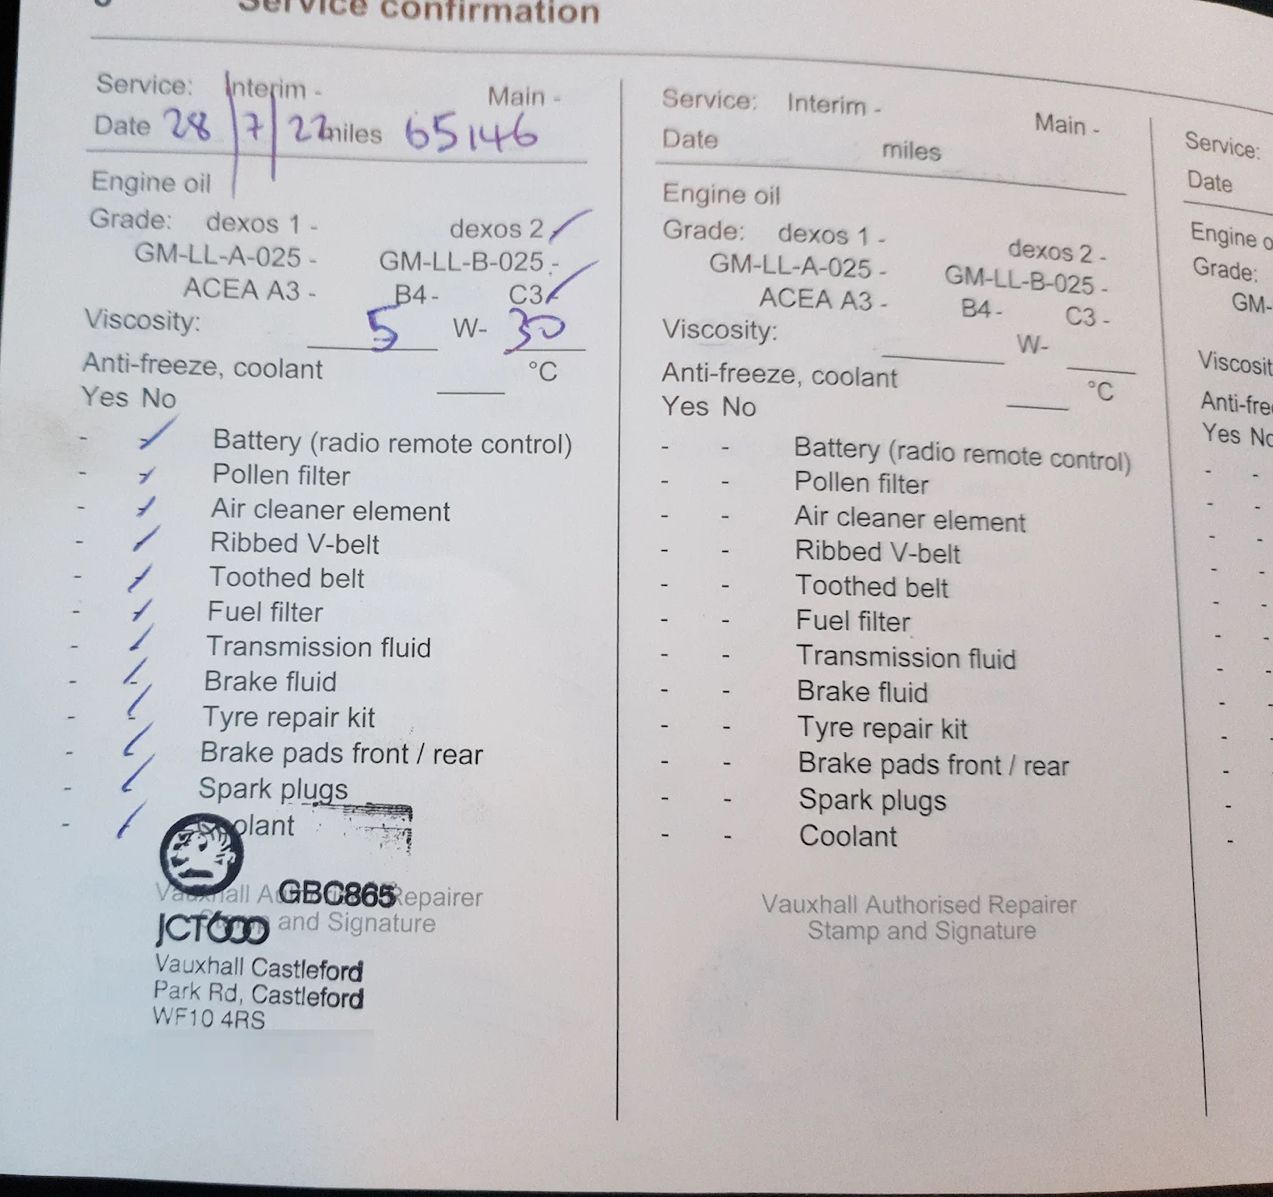 Service confirmation
Service: Interim - Main -
Date 28/7/22 miles 65146
Engine oil
Grade: dexos 1 - dexos 2 ✓
GM-LL-A-025 - GM-LL-B-025 -
ACEA A3 - B4 - C3 ✓
Viscosity: 5 W- 30
Anti-freeze, coolant ____ °C
Yes No
- ✓ Battery (radio remote control)
- ✓ Pollen filter
- ✓ Air cleaner element
- ✓ Ribbed V-belt
- ✓ Toothed belt
- ✓ Fuel filter
- ✓ Transmission fluid
- ✓ Brake fluid
- ✓ Tyre repair kit
- ✓ Brake pads front / rear
- ✓ Spark plugs
- ✓ Coolant
Vauxhall Authorised Repairer
Stamp and Signature
GBC865
JCT600
Vauxhall Castleford
Park Rd, Castleford
WF10 4RS
Service: Interim - Main -
Date miles
Engine oil
Grade: dexos 1 - dexos 2 -
GM-LL-A-025 - GM-LL-B-025 -
ACEA A3 - B4 - C3 -
Viscosity: ____ W- ____
Anti-freeze, coolant ____ °C
Yes No
- - Battery (radio remote control)
- - Pollen filter
- - Air cleaner element
- - Ribbed V-belt
- - Toothed belt
- - Fuel filter
- - Transmission fluid
- - Brake fluid
- - Tyre repair kit
- - Brake pads front / rear
- - Spark plugs
- - Coolant
Vauxhall Authorised Repairer
Stamp and Signature
Service:
Date
Engine o
Grade:
GM-
Viscosit
Anti-fre
Yes No